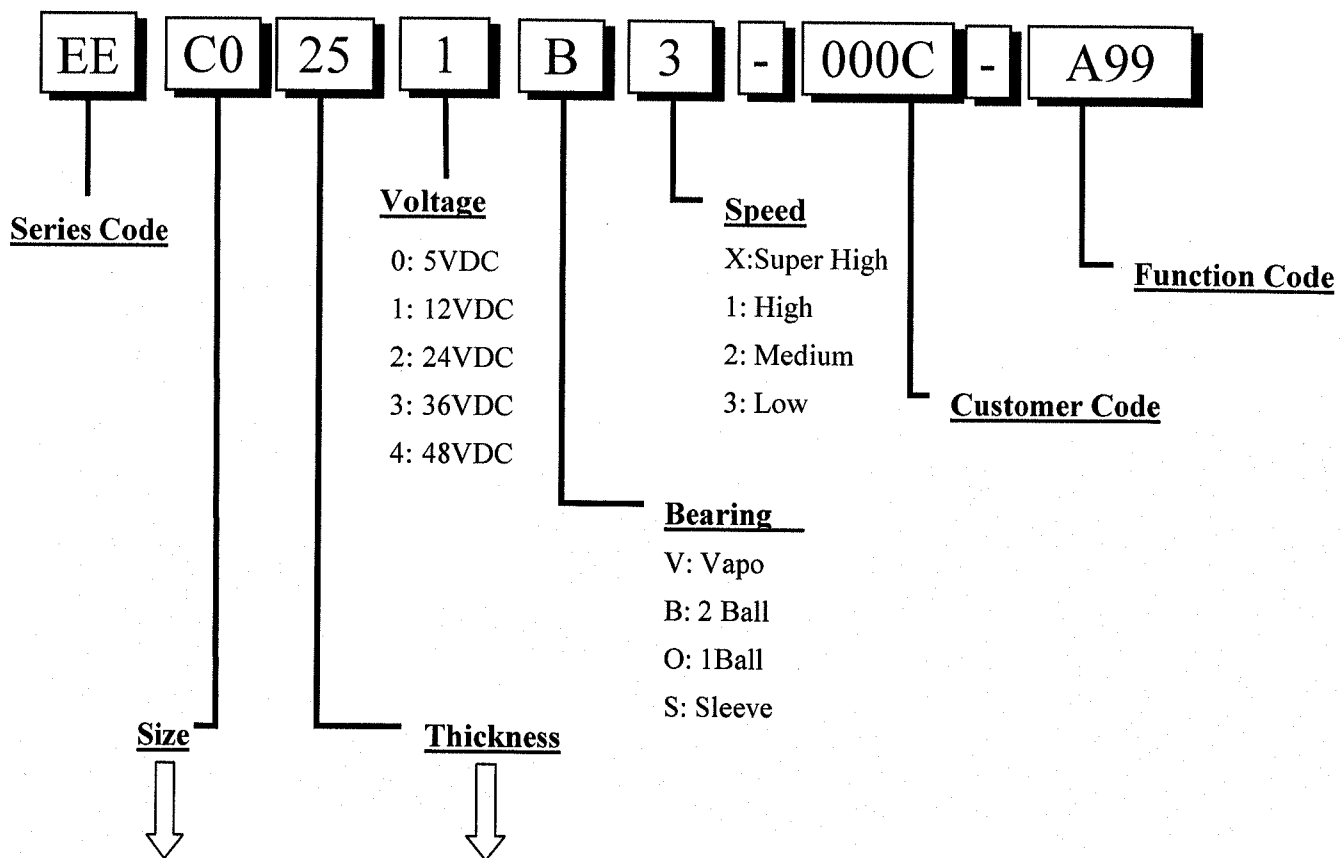 EE C0 25 1 B 3 - 000C - A99
Series Code
Voltage
0: 5VDC
1: 12VDC
2: 24VDC
3: 36VDC
4: 48VDC
Speed
X:Super High
1: High
2: Medium
3: Low
Function Code
Customer Code
Bearing
V: Vapo
B: 2 Ball
O: 1Ball
S: Sleeve
Size
Thickness